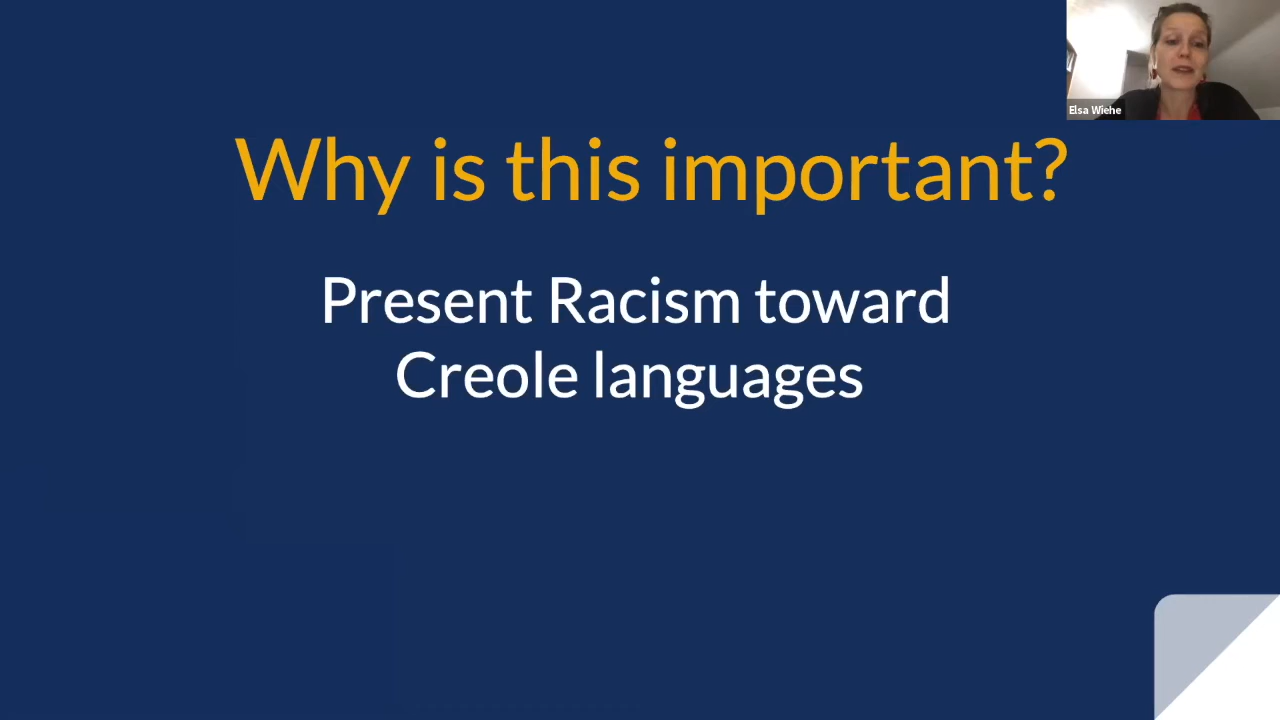 Elsa Wiehe
Why is this important?
Present Racism toward
Creole languages